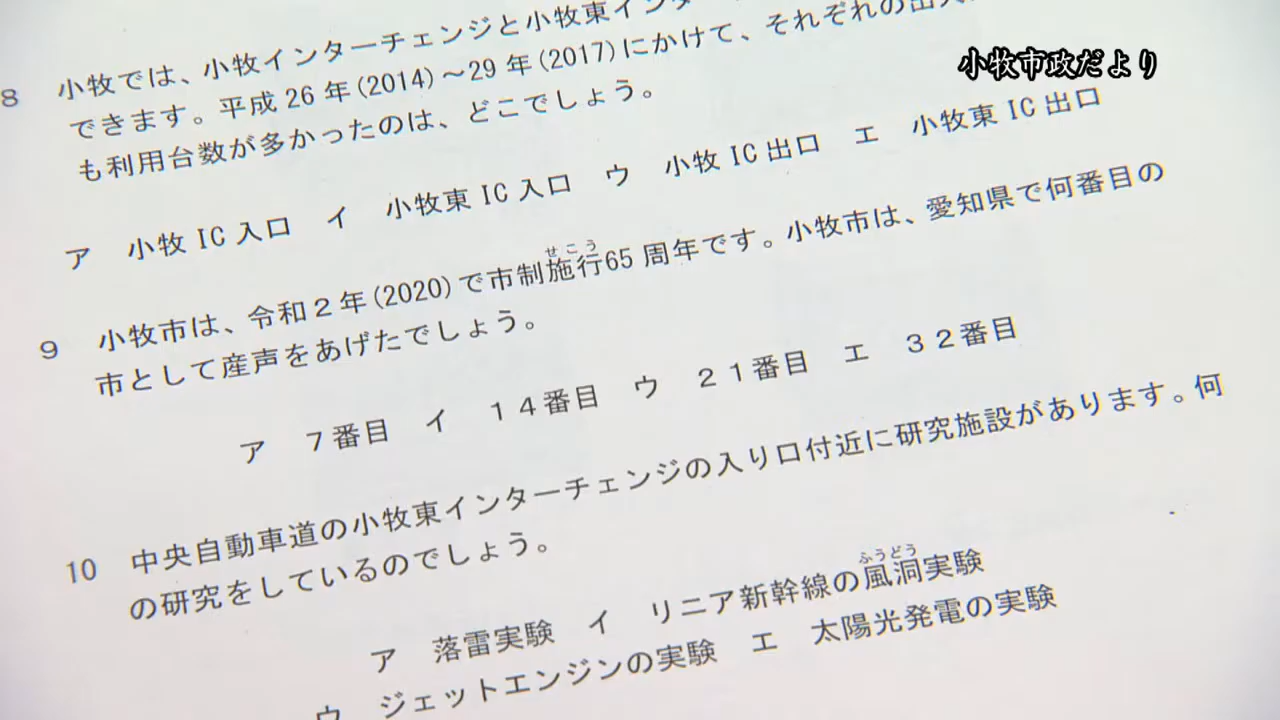 小牧市政だより
8 小牧では、小牧インターチェンジと小牧東インター
できます。平成26年(2014)～29年(2017)にかけて、それぞれの出入
も利用台数が多かったのは、どこでしょう。
ア 小牧IC入口 イ 小牧東IC入口 ウ 小牧IC出口 エ 小牧東IC出口
9 小牧市は、令和２年(2020)で市制施行65周年です。小牧市は、愛知県で何番目の
せこう
市として産声をあげたでしょう。
ア ７番目 イ １４番目 ウ ２１番目 エ ３２番目
10 中央自動車道の小牧東インターチェンジの入り口付近に研究施設があります。何
の研究をしているのでしょう。
ふうどう
ア 落雷実験 イ リニア新幹線の風洞実験
ウ ジェットエンジンの実験 エ 太陽光発電の実験